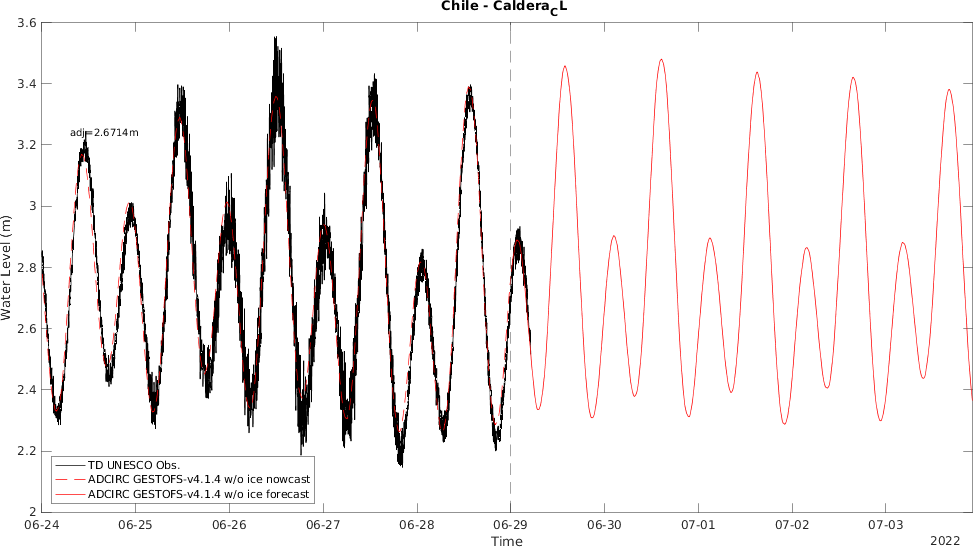 Chile - Caldera_CL
3.6
3.4
3.2
3
2.8
2.6
2.4
2.2
2
Water Level (m)
adj=2.6714m
TD UNESCO Obs.
ADCIRC GESTOFS-v4.1.4 w/o ice nowcast
ADCIRC GESTOFS-v4.1.4 w/o ice forecast
06-24
06-25
06-26
06-27
06-28
06-29
06-30
07-01
07-02
07-03
Time
2022